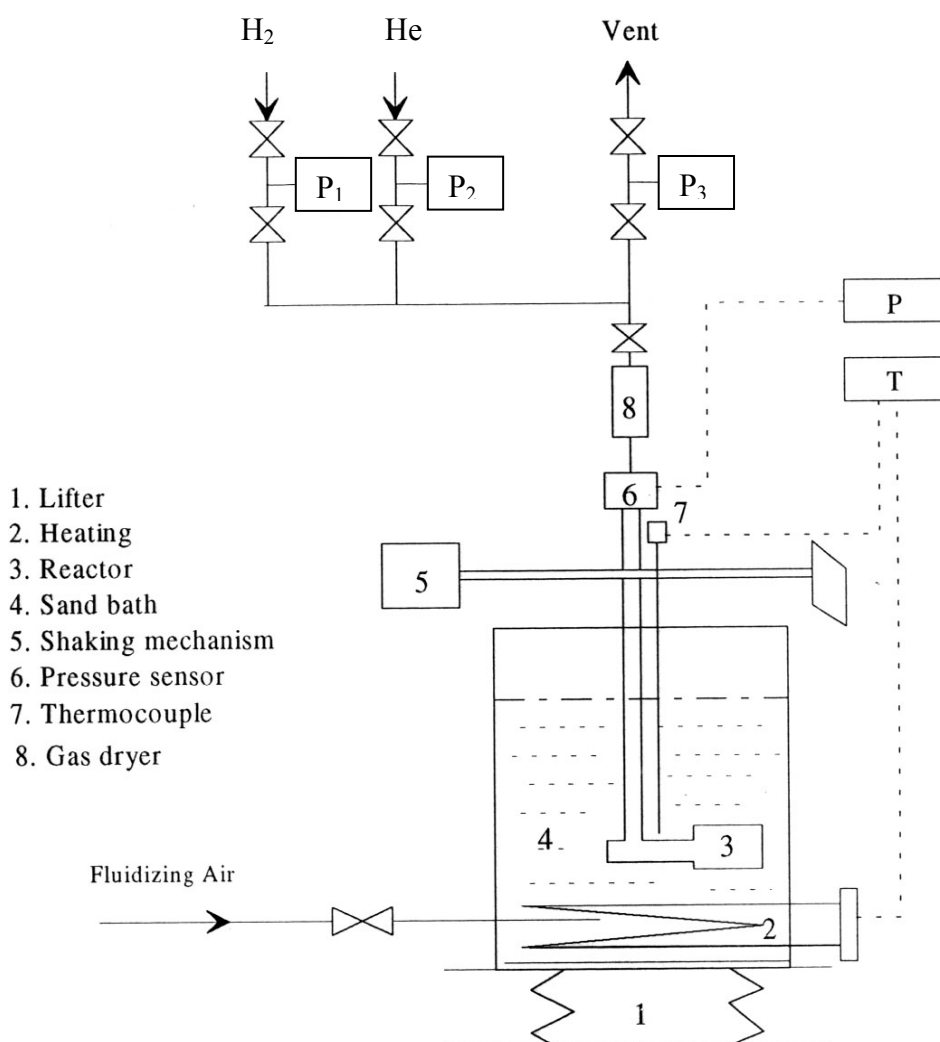 H₂ He Vent
P₁ P₂ P₃
P
T
8
6
7
5
1. Lifter
2. Heating
3. Reactor
4. Sand bath
5. Shaking mechanism
6. Pressure sensor
7. Thermocouple
8. Gas dryer
4
3
Fluidizing Air
2
1